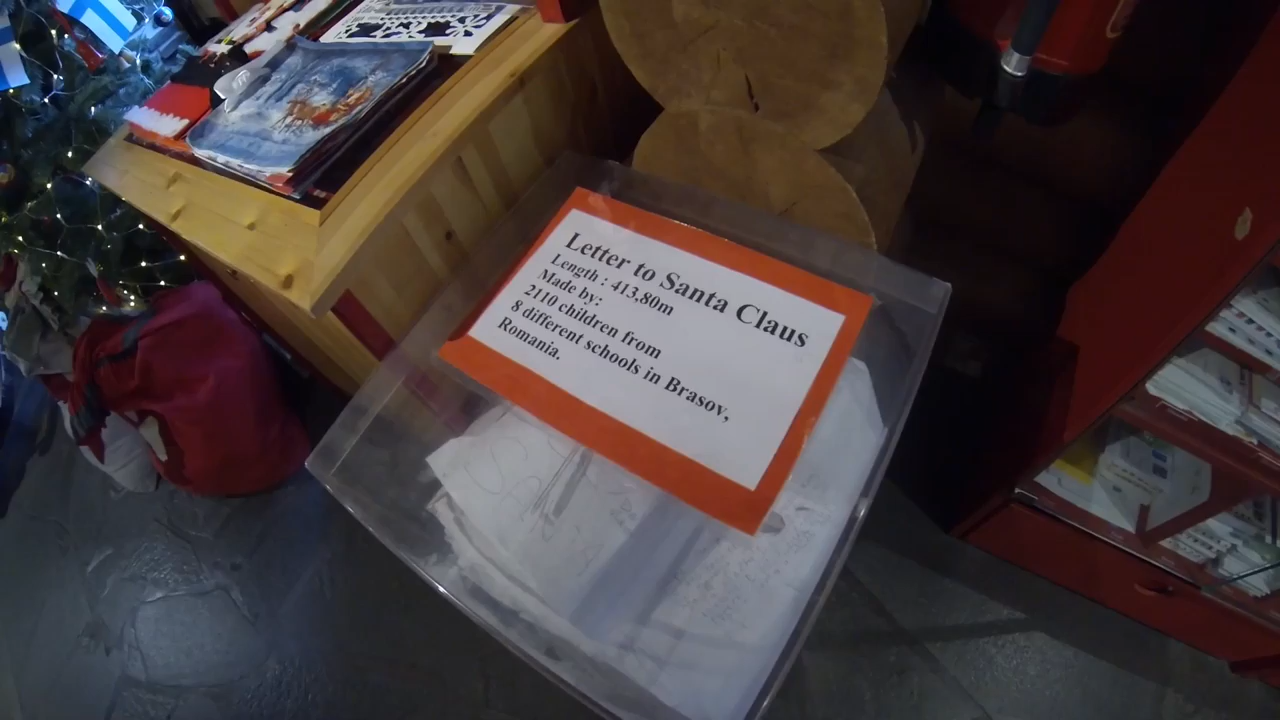 Letter to Santa Claus
Length : 413,80m
Made by:
2110 children from
8 different schools in Brasov,
Romania.